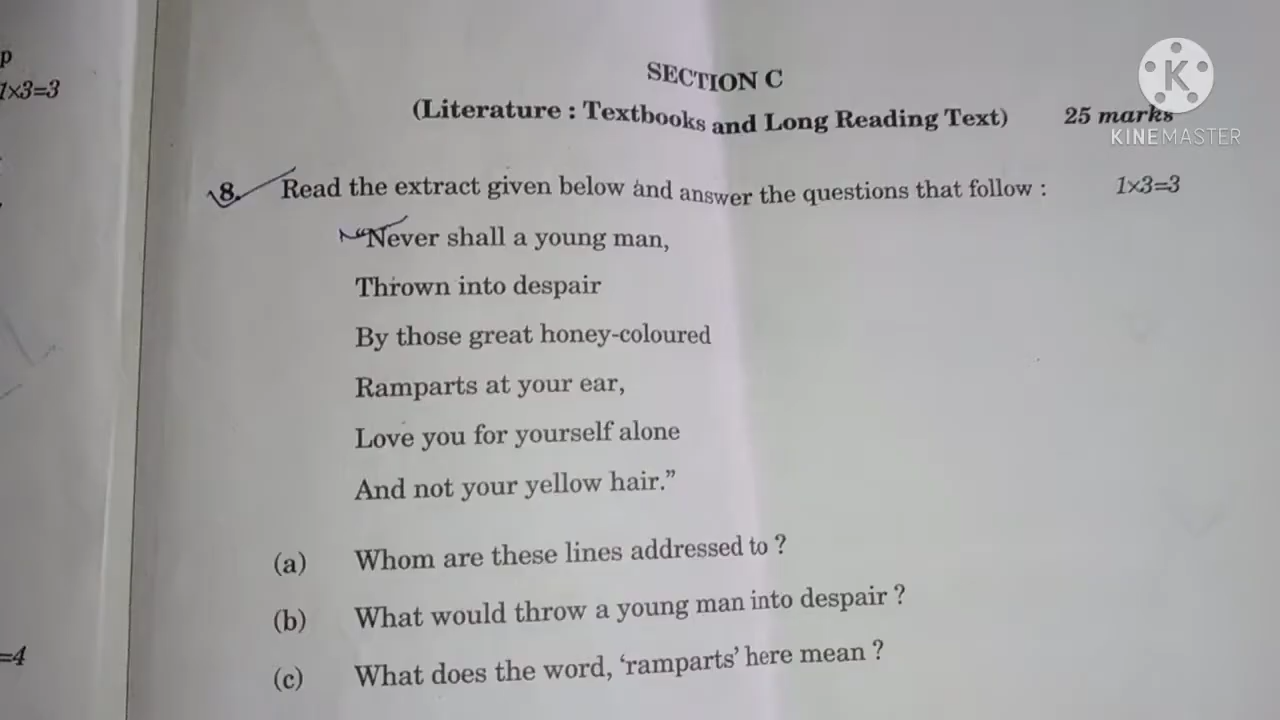 p
1×3=3
SECTION C
(Literature : Textbooks and Long Reading Text) 25 marks
KINEMASTER
8. Read the extract given below and answer the questions that follow : 1×3=3
“Never shall a young man,
Thrown into despair
By those great honey-coloured
Ramparts at your ear,
Love you for yourself alone
And not your yellow hair.”
(a) Whom are these lines addressed to ?
(b) What would throw a young man into despair ?
=4
(c) What does the word, ‘ramparts’ here mean ?
K